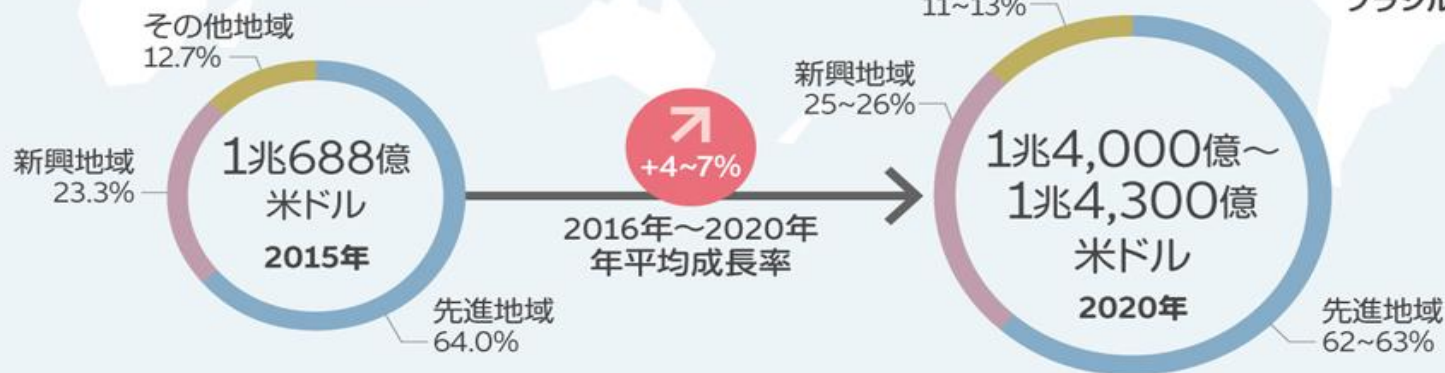 その他地域
12.7%
新興地域
23.3%
1兆688億
米ドル
2015年
先進地域
64.0%
+4~7%
2016年～2020年
年平均成長率
11~13%
新興地域
25~26%
1兆4,000億～
1兆4,300億
米ドル
2020年
先進地域
62~63%